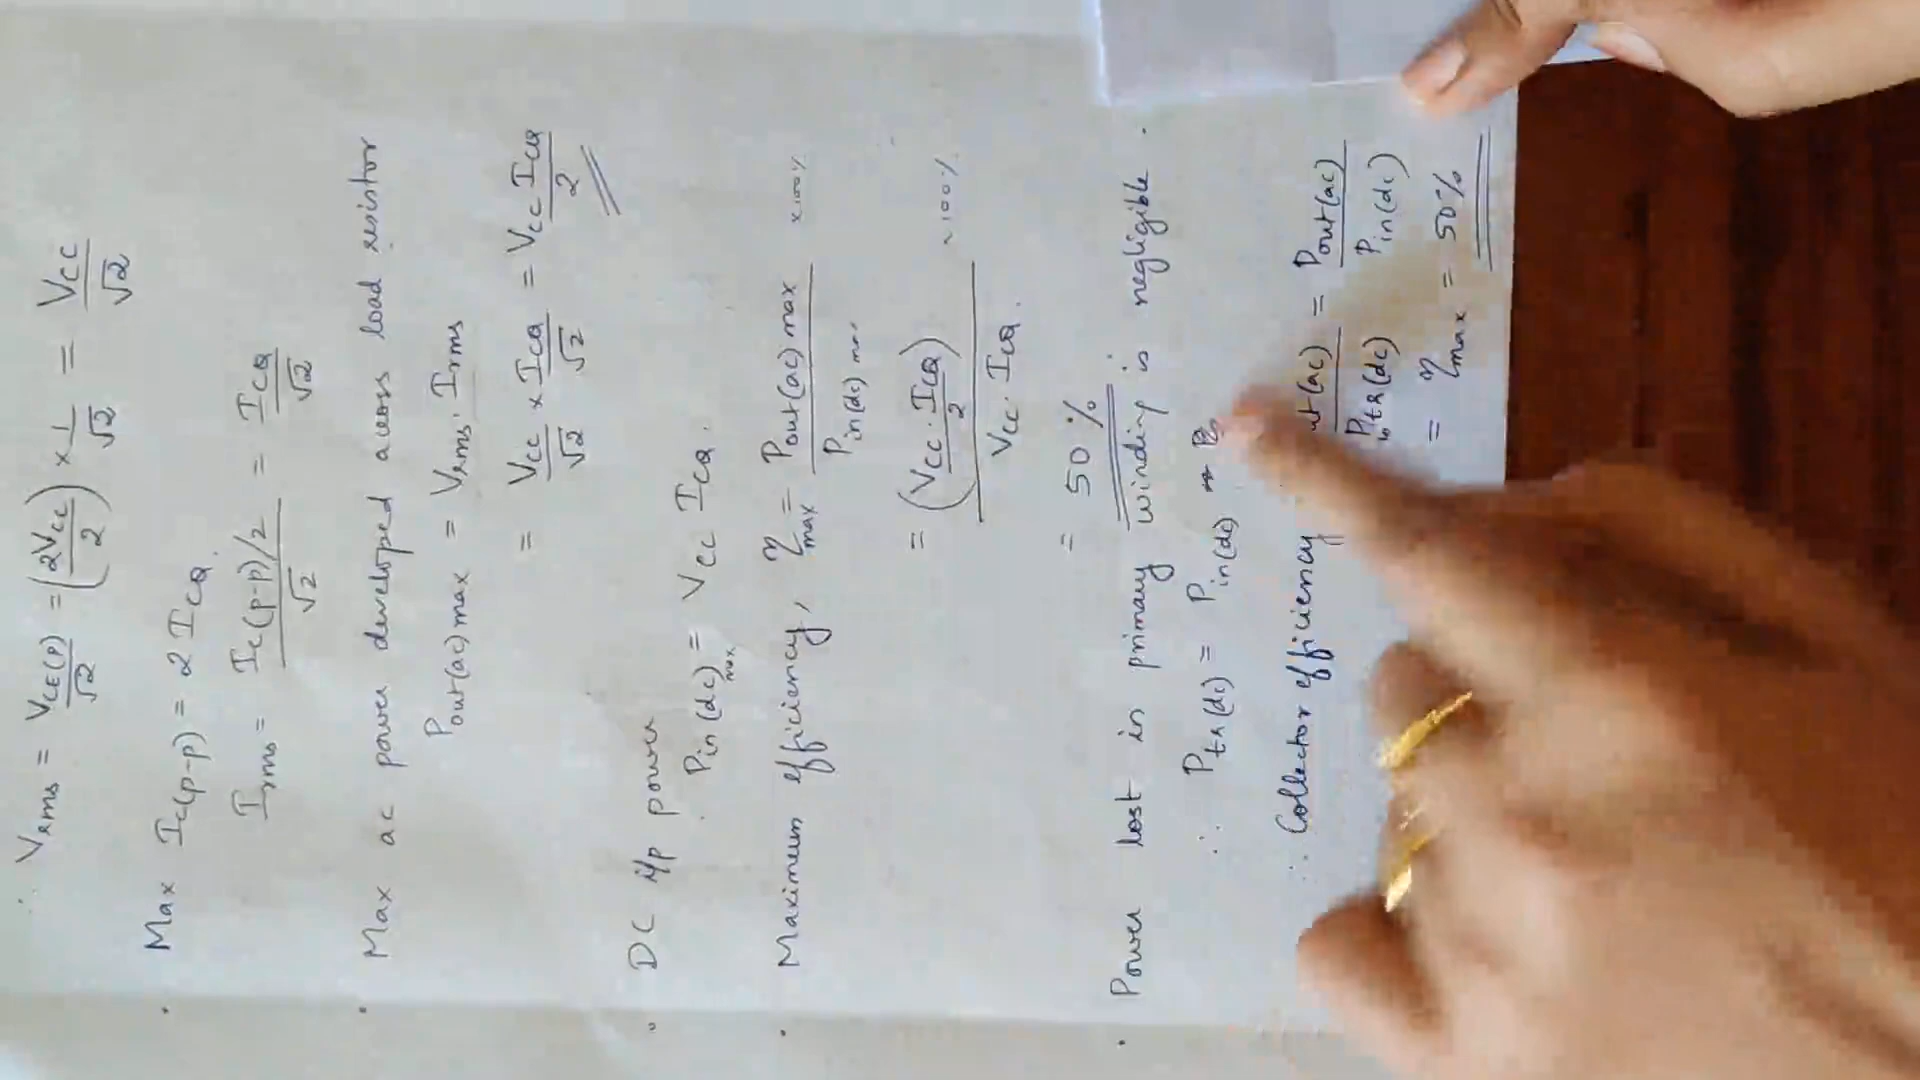 ∴ Vrms = VCE(p)/√2 = (2VCC/2) × 1/√2 = VCC/√2
• Max IC(p-p) = 2 ICQ.
Irms = (IC(p-p)/2)/√2 = ICQ/√2
• Max ac power developed across load resistor
Pout(ac)max = Vrms. Irms
= VCC/√2 × ICQ/√2 = VCC ICQ/2
• DC i/p power
Pin(dc)max = VCC ICQ.
• Maximum efficiency, ηmax = Pout(ac)max/Pin(dc)max ×100%
= (VCC.ICQ/2)/VCC.ICQ. ×100%
= 50%
• Power lost in primary winding is negligible.
∴ Ptr(dc) = Pin(dc)
∴ Collector efficiency ut(ac)/Ptr(dc) = Pout(ac)/Pin(dc)
= ηmax = 50%